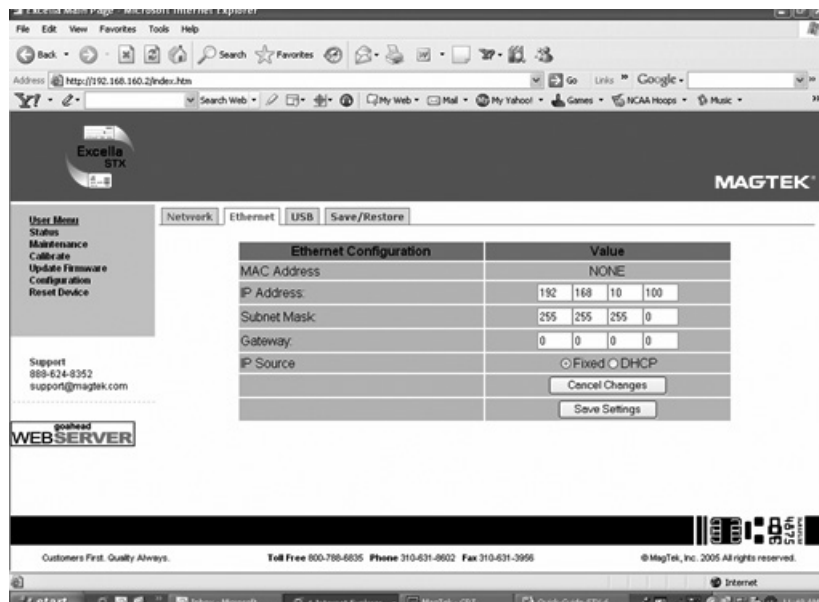 Excella Main Page - Microsoft Internet Explorer
File Edit View Favorites Tools Help
Back Search Favorites
Address http://192.168.160.2/index.htm Go Links Google
Y! Search Web My Web Mail My Yahoo! Games NCAA Hoops Music
Excella
STX
MAGTEK
Network Ethernet USB Save/Restore
User Menu
Status
Maintenance
Calibrate
Update Firmware
Configuration
Reset Device
Ethernet Configuration Value
MAC Address NONE
IP Address: 192 168 10 100
Subnet Mask: 255 255 255 0
Gateway: 0 0 0 0
IP Source Fixed DHCP
Cancel Changes
Save Settings
Support
888-624-8352
support@magtek.com
goahead
WEBSERVER
Customers First. Quality Always. Toll Free 800-788-6835 Phone 310-631-8602 Fax 310-631-3956 © MagTek, Inc. 2005 All rights reserved.
Internet
start